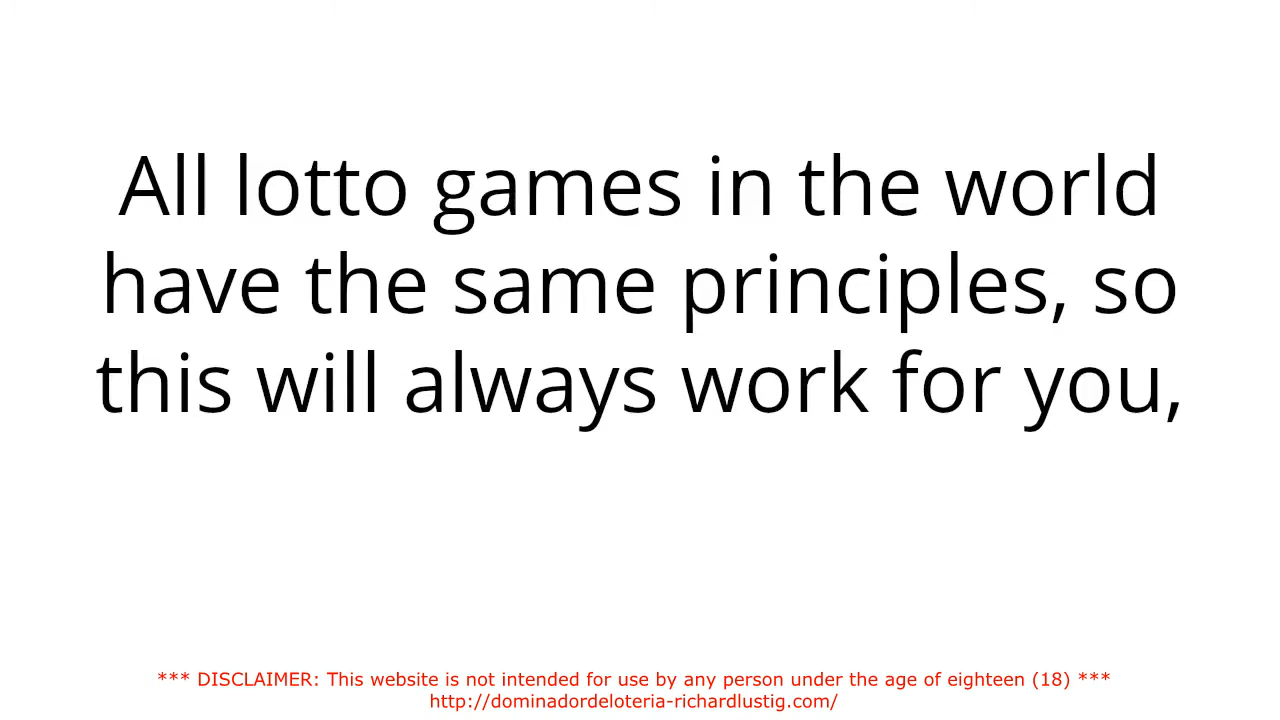 All lotto games in the world
have the same principles, so
this will always work for you,
*** DISCLAIMER: This website is not intended for use by any person under the age of eighteen (18) ***
http://dominadordeloteria-richardlustig.com/